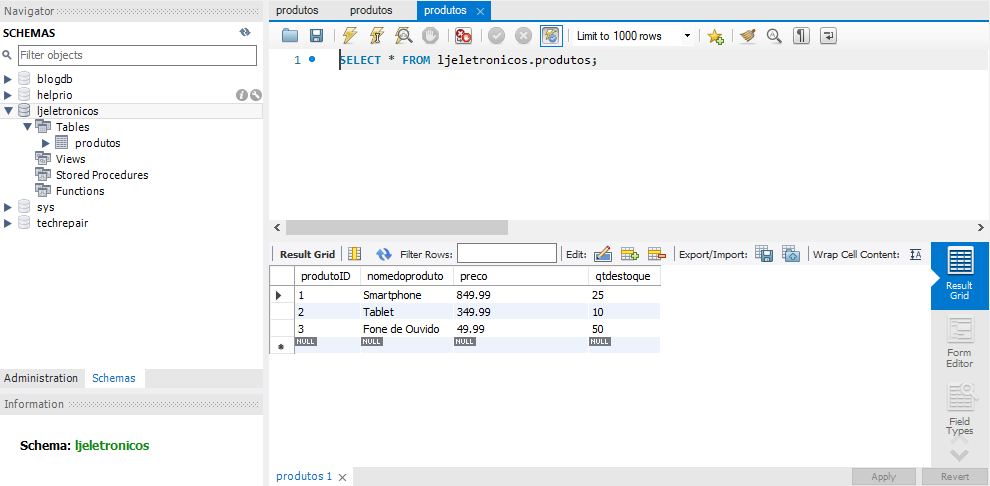 Navigator
SCHEMAS
Filter objects
blogdb
helprio
ljeletronicos
Tables
produtos
Views
Stored Procedures
Functions
sys
techrepair
Administration Schemas
Information
Schema: ljeletronicos
produtos produtos produtos
Limit to 1000 rows
1 SELECT * FROM ljeletronicos.produtos;
Result Grid Filter Rows: Edit: Export/Import: Wrap Cell Content:
produtoID nomedoproduto preco qtdestoque
1 Smartphone 849.99 25
2 Tablet 349.99 10
3 Fone de Ouvido 49.99 50
NULL NULL NULL NULL
Result
Grid
Form
Editor
Field
Types
produtos 1 Apply Revert